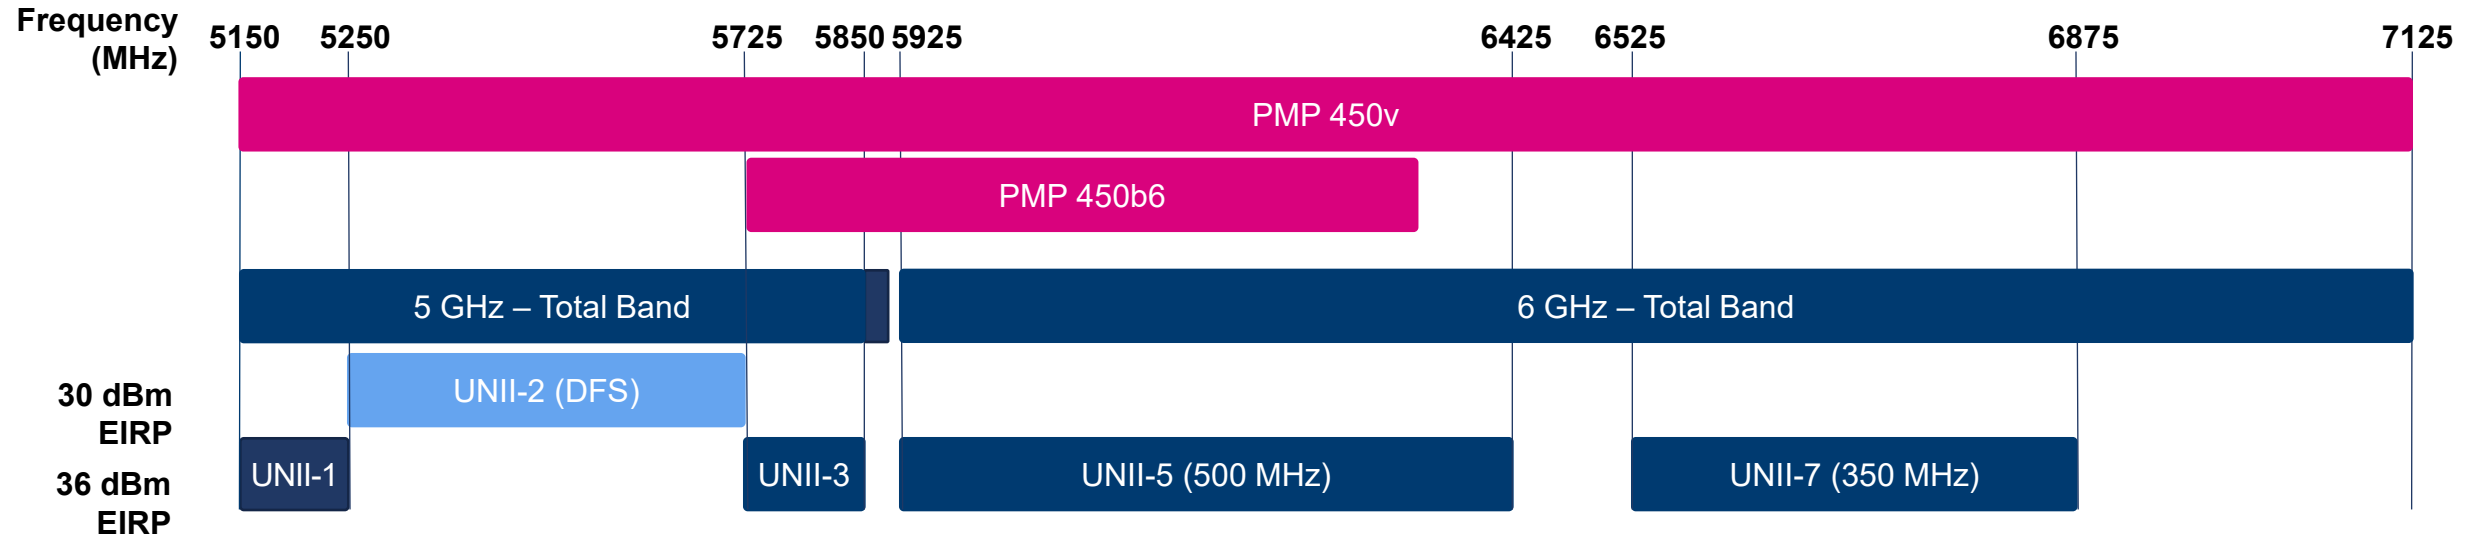 Frequency
(MHz)
5150 5250 5725 5850 5925 6425 6525 6875 7125
PMP 450v
PMP 450b6
5 GHz – Total Band 6 GHz – Total Band
30 dBm
EIRP
UNII-2 (DFS)
36 dBm
EIRP
UNII-1 UNII-3 UNII-5 (500 MHz) UNII-7 (350 MHz)